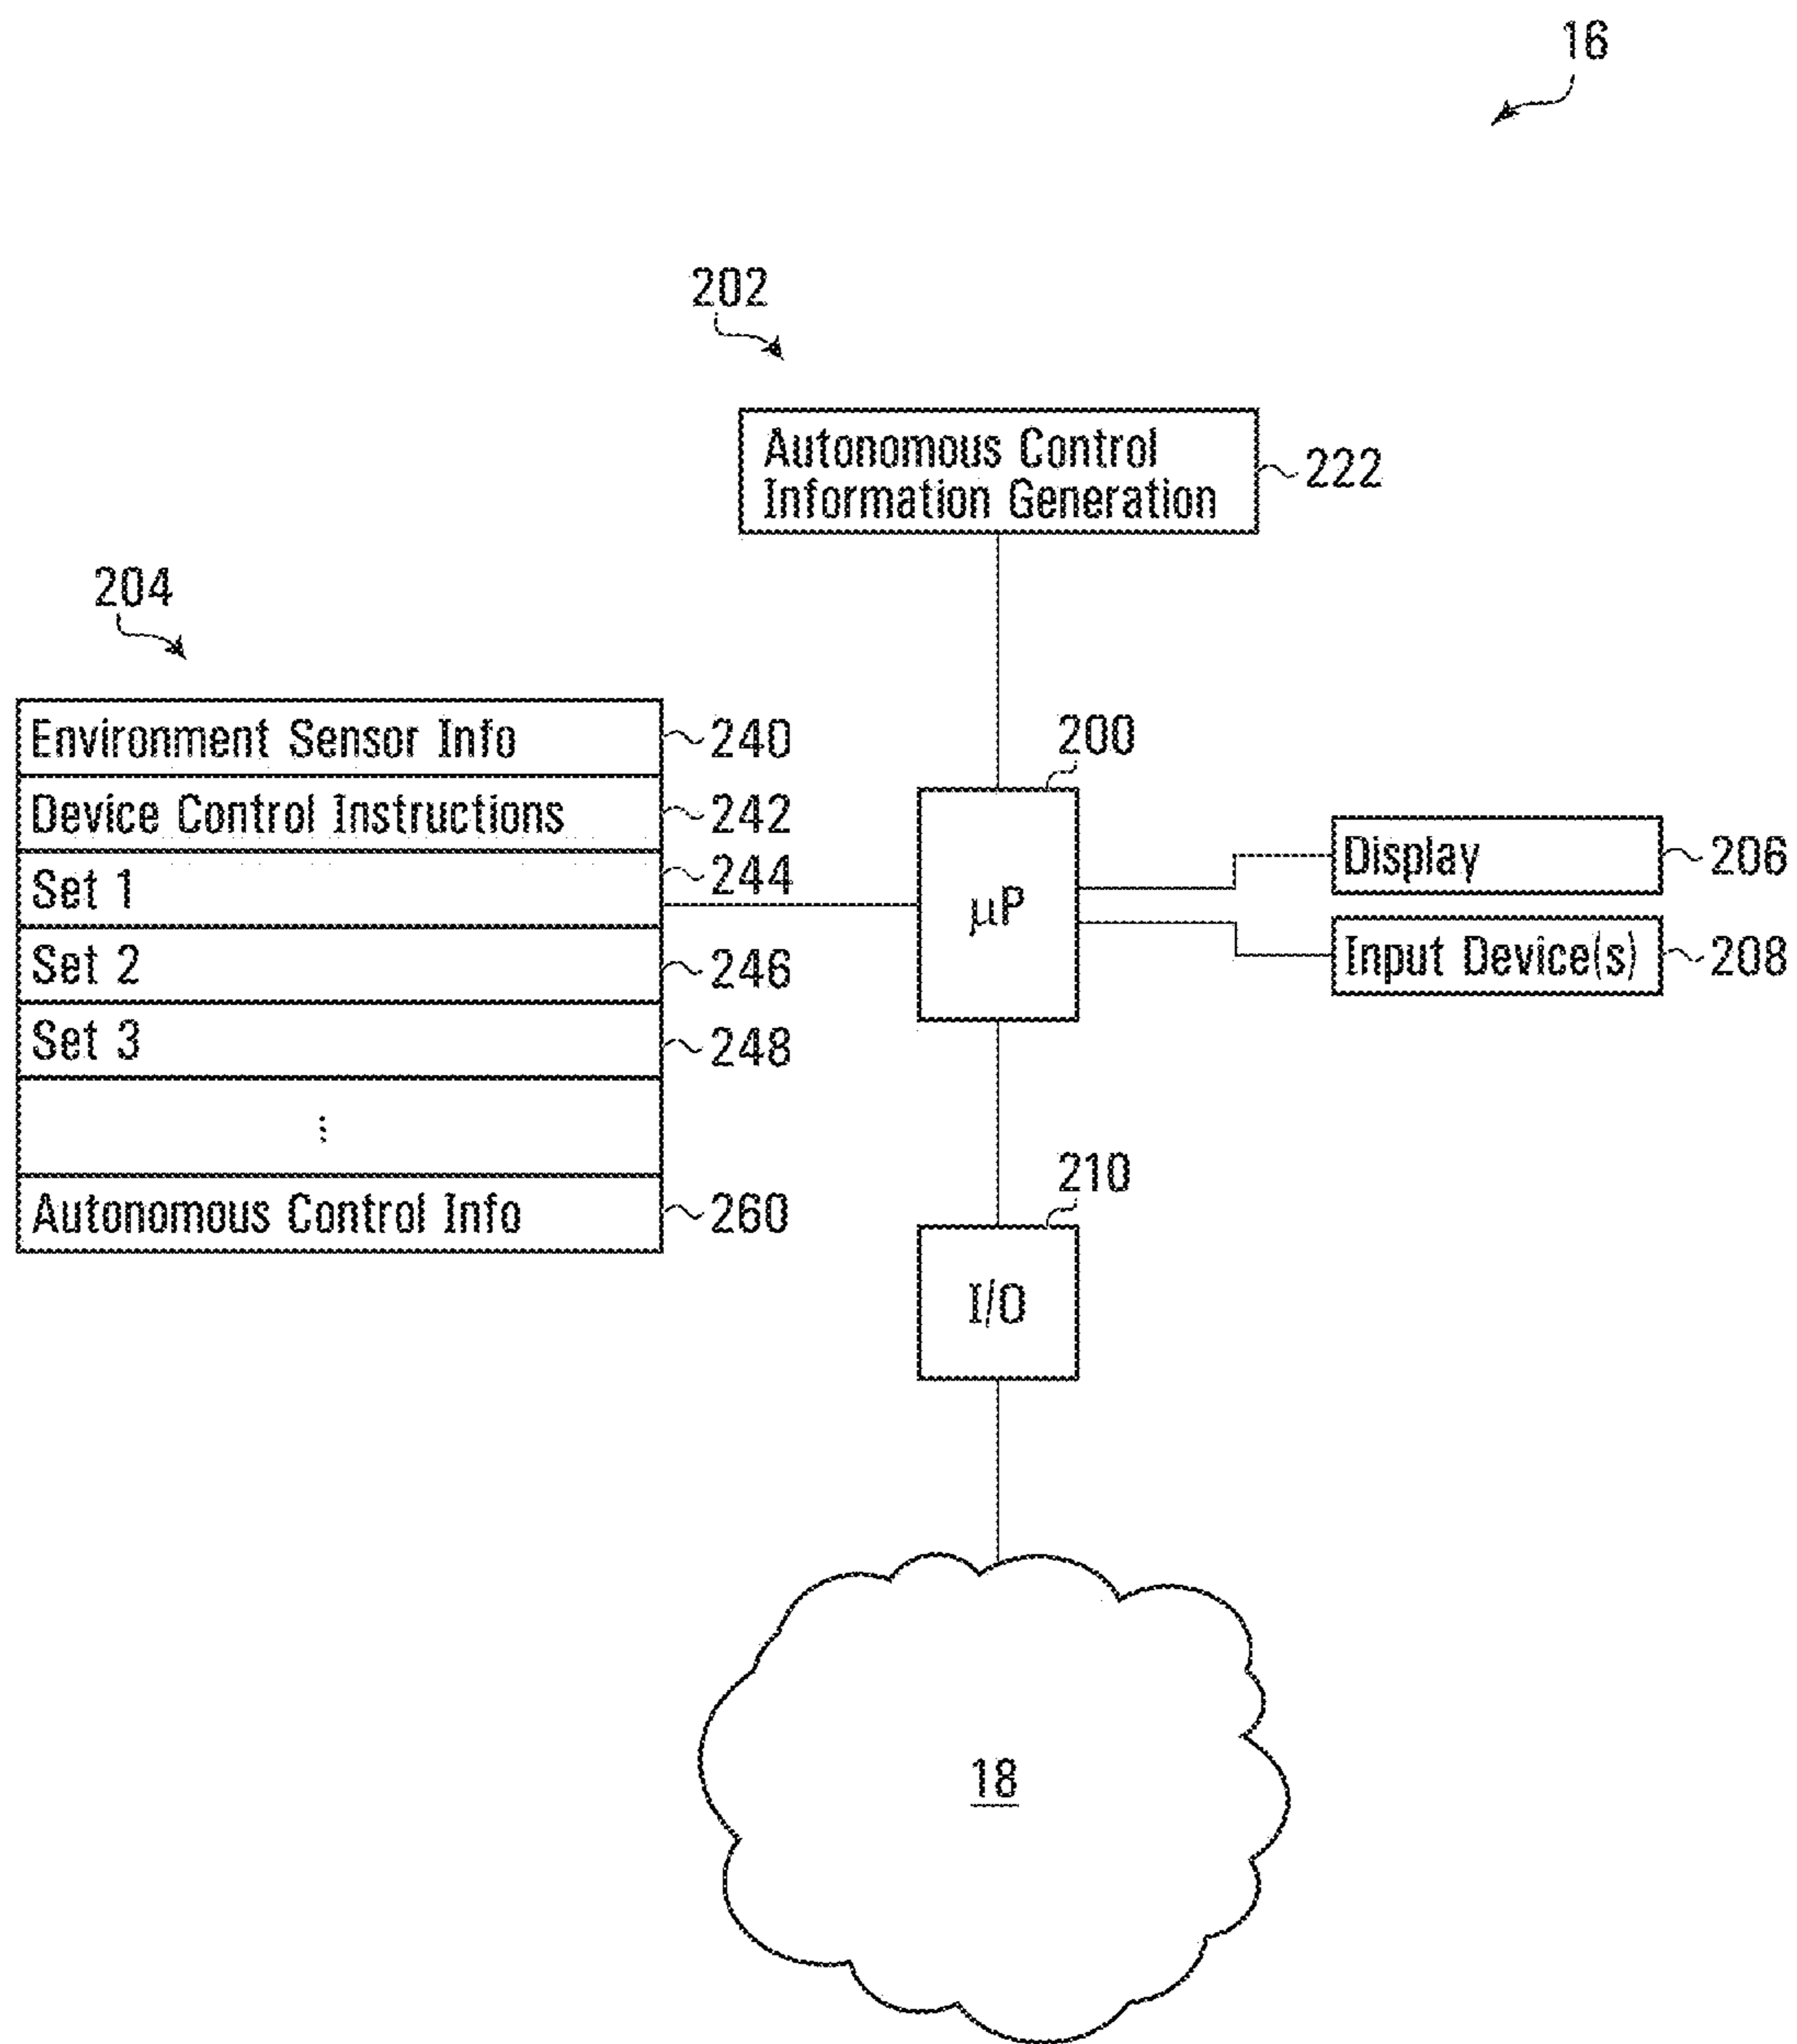 16
202
Autonomous Control
Information Generation
222
204
Environment Sensor Info
240
Device Control Instructions
242
Set 1
244
Set 2
246
Set 3
248
⋮
Autonomous Control Info
260
200
μP
Display
206
Input Device(s)
208
210
I/O
18